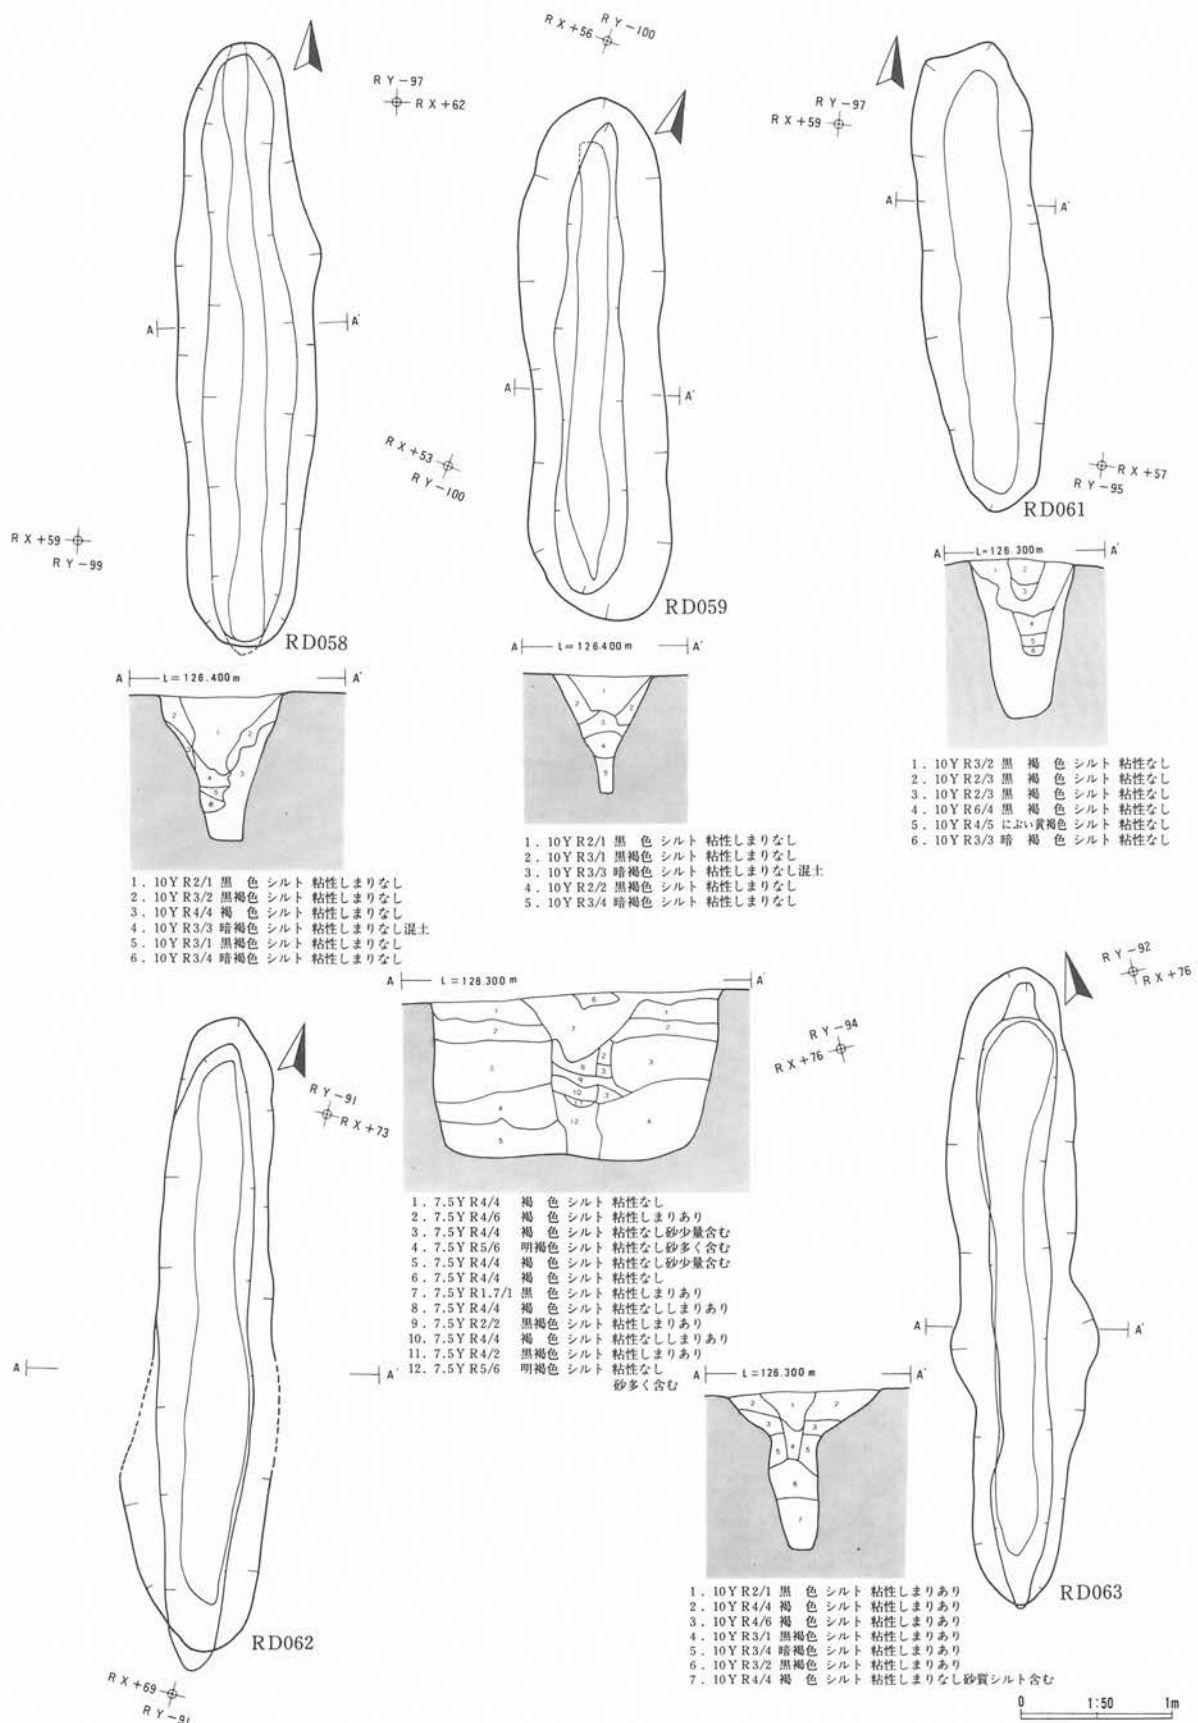 RY-97
RX+62
A
A'
RX+59
RY-99
RD058
A L=126.400m A'
1. 10YR2/1 黒 色 シルト 粘性しまりなし
2. 10YR3/2 黒褐色 シルト 粘性しまりなし
3. 10YR4/4 褐 色 シルト 粘性しまりなし
4. 10YR3/3 暗褐色 シルト 粘性しまりなし混土
5. 10YR3/1 黒褐色 シルト 粘性しまりなし
6. 10YR3/4 暗褐色 シルト 粘性しまりなし
RY-100
RX+56
A
A'
RX+53
RY-100
RD059
A L=126.400m A'
1. 10YR2/1 黒 色 シルト 粘性しまりなし
2. 10YR3/1 黒褐色 シルト 粘性しまりなし
3. 10YR3/3 暗褐色 シルト 粘性しまりなし混土
4. 10YR2/2 黒褐色 シルト 粘性しまりなし
5. 10YR3/4 暗褐色 シルト 粘性しまりなし
RY-97
RX+59
A
A'
RX+57
RY-95
RD061
A L=126.300m A'
1. 10YR3/2 黒 褐 色 シルト 粘性なし
2. 10YR2/3 黒 褐 色 シルト 粘性なし
3. 10YR2/3 黒 褐 色 シルト 粘性なし
4. 10YR6/4 黒 褐 色 シルト 粘性なし
5. 10YR4/5 にぶい黄褐色 シルト 粘性なし
6. 10YR3/3 暗 褐 色 シルト 粘性なし
RY-91
RX+73
A
A'
RD062
RX+69
RY-91
A L=126.300m A'
1. 7.5YR4/4 褐 色 シルト 粘性なし
2. 7.5YR4/6 褐 色 シルト 粘性しまりあり
3. 7.5YR4/4 褐 色 シルト 粘性なし砂少量含む
4. 7.5YR5/6 明褐色 シルト 粘性なし砂多く含む
5. 7.5YR4/4 褐 色 シルト 粘性なし砂少量含む
6. 7.5YR4/4 褐 色 シルト 粘性なし
7. 7.5YR1.7/1 黒 色 シルト 粘性しまりあり
8. 7.5YR4/4 褐 色 シルト 粘性なししまりあり
9. 7.5YR2/2 黒褐色 シルト 粘性しまりあり
10. 7.5YR4/4 褐 色 シルト 粘性なししまりあり
11. 7.5YR4/2 黒褐色 シルト 粘性しまりあり
12. 7.5YR5/6 明褐色 シルト 粘性なし
砂多く含む
RY-94
RX+76
RY-92
RX+76
A
A'
RD063
A L=126.300m A'
1. 10YR2/1 黒 色 シルト 粘性しまりあり
2. 10YR4/4 褐 色 シルト 粘性しまりあり
3. 10YR4/6 褐 色 シルト 粘性しまりあり
4. 10YR3/1 黒褐色 シルト 粘性しまりあり
5. 10YR3/4 暗褐色 シルト 粘性しまりあり
6. 10YR3/2 黒褐色 シルト 粘性しまりあり
7. 10YR4/4 褐 色 シルト 粘性しまりなし砂質シルト含む
0 1:50 1m